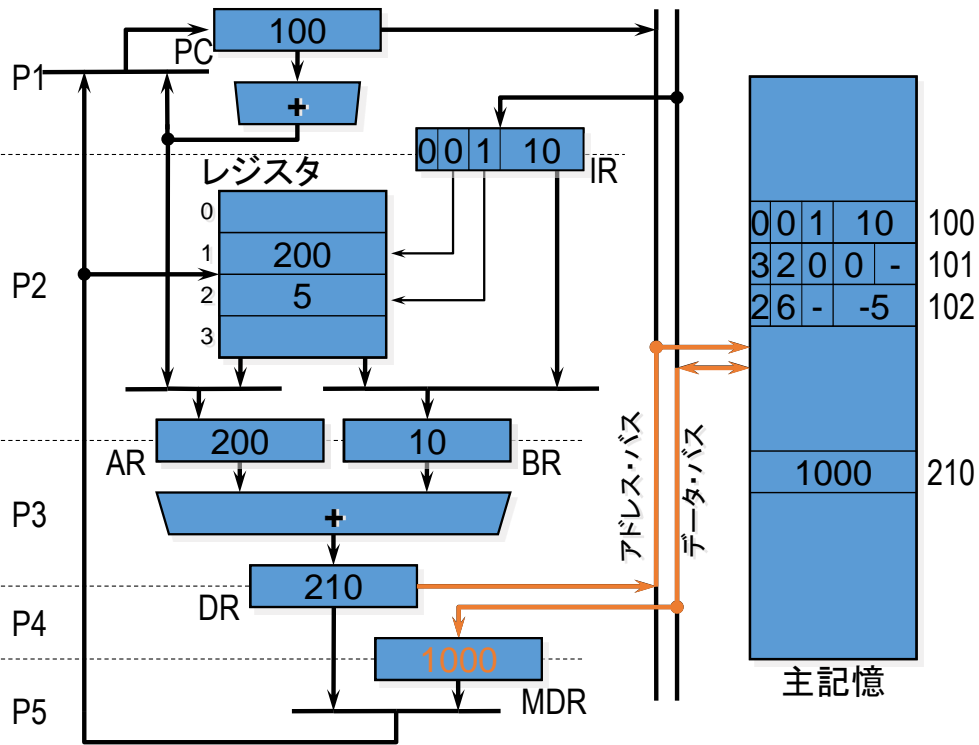 100
PC
P1
+
0 0 1 10
IR
レジスタ
0
1 200
2 5
3
P2
0 0 1 10 100
3 2 0 0 - 101
2 6 - -5 102
200
AR
10
BR
P3
+
アドレス・バス
データ・バス
1000 210
210
DR
P4
1000
MDR
主記憶
P5